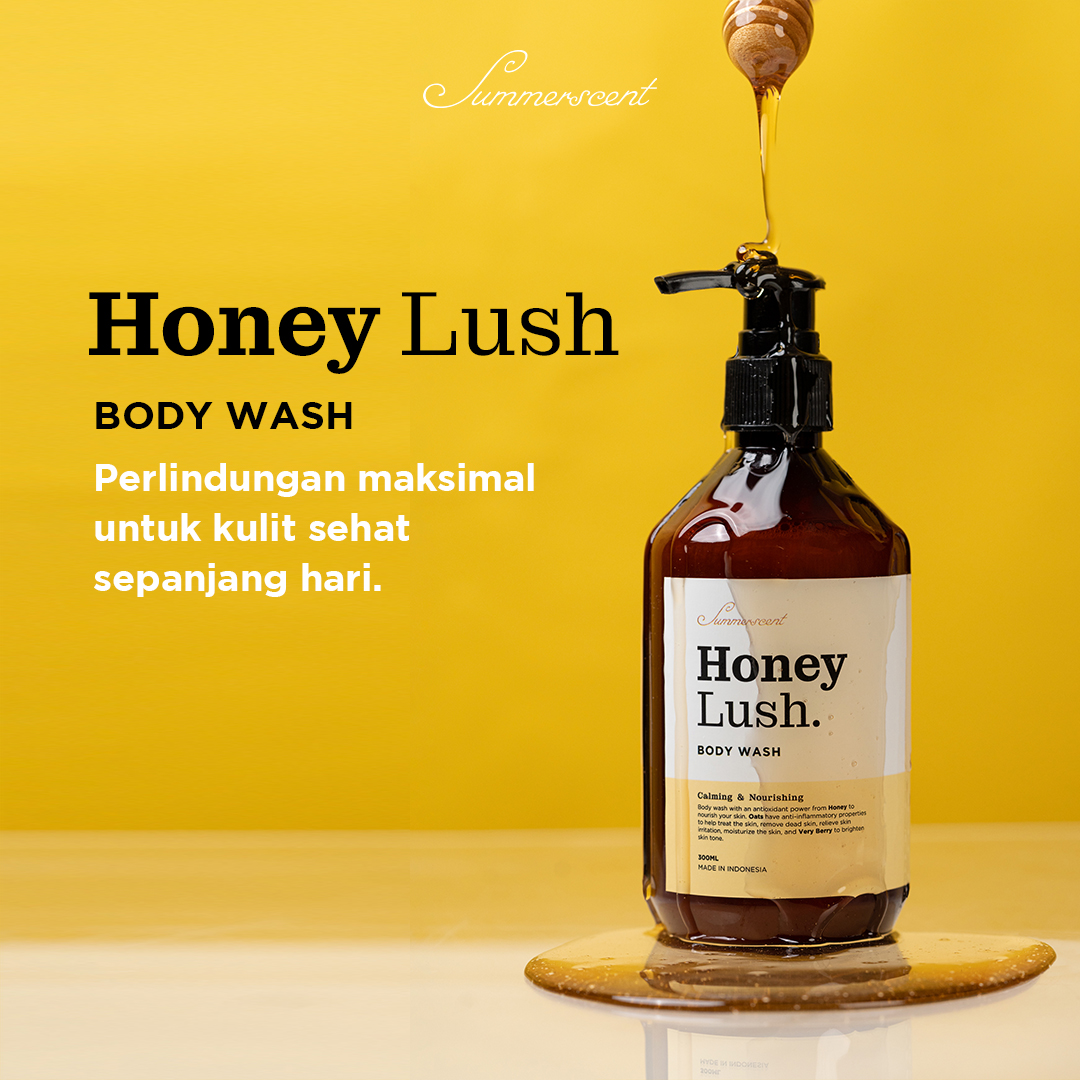 Summerscent
Honey Lush
BODY WASH
Perlindungan maksimal
untuk kulit sehat
sepanjang hari.
Summerscent
Honey
Lush.
BODY WASH
Calming & Nourishing
Body wash with an antioxidant power from Honey to
nourish your skin. Oats have anti-inflammatory properties
to help treat the skin, remove dead skin, relieve skin
irritation, moisturize the skin, and Very Berry to brighten
skin tone.
300ML
MADE IN INDONESIA